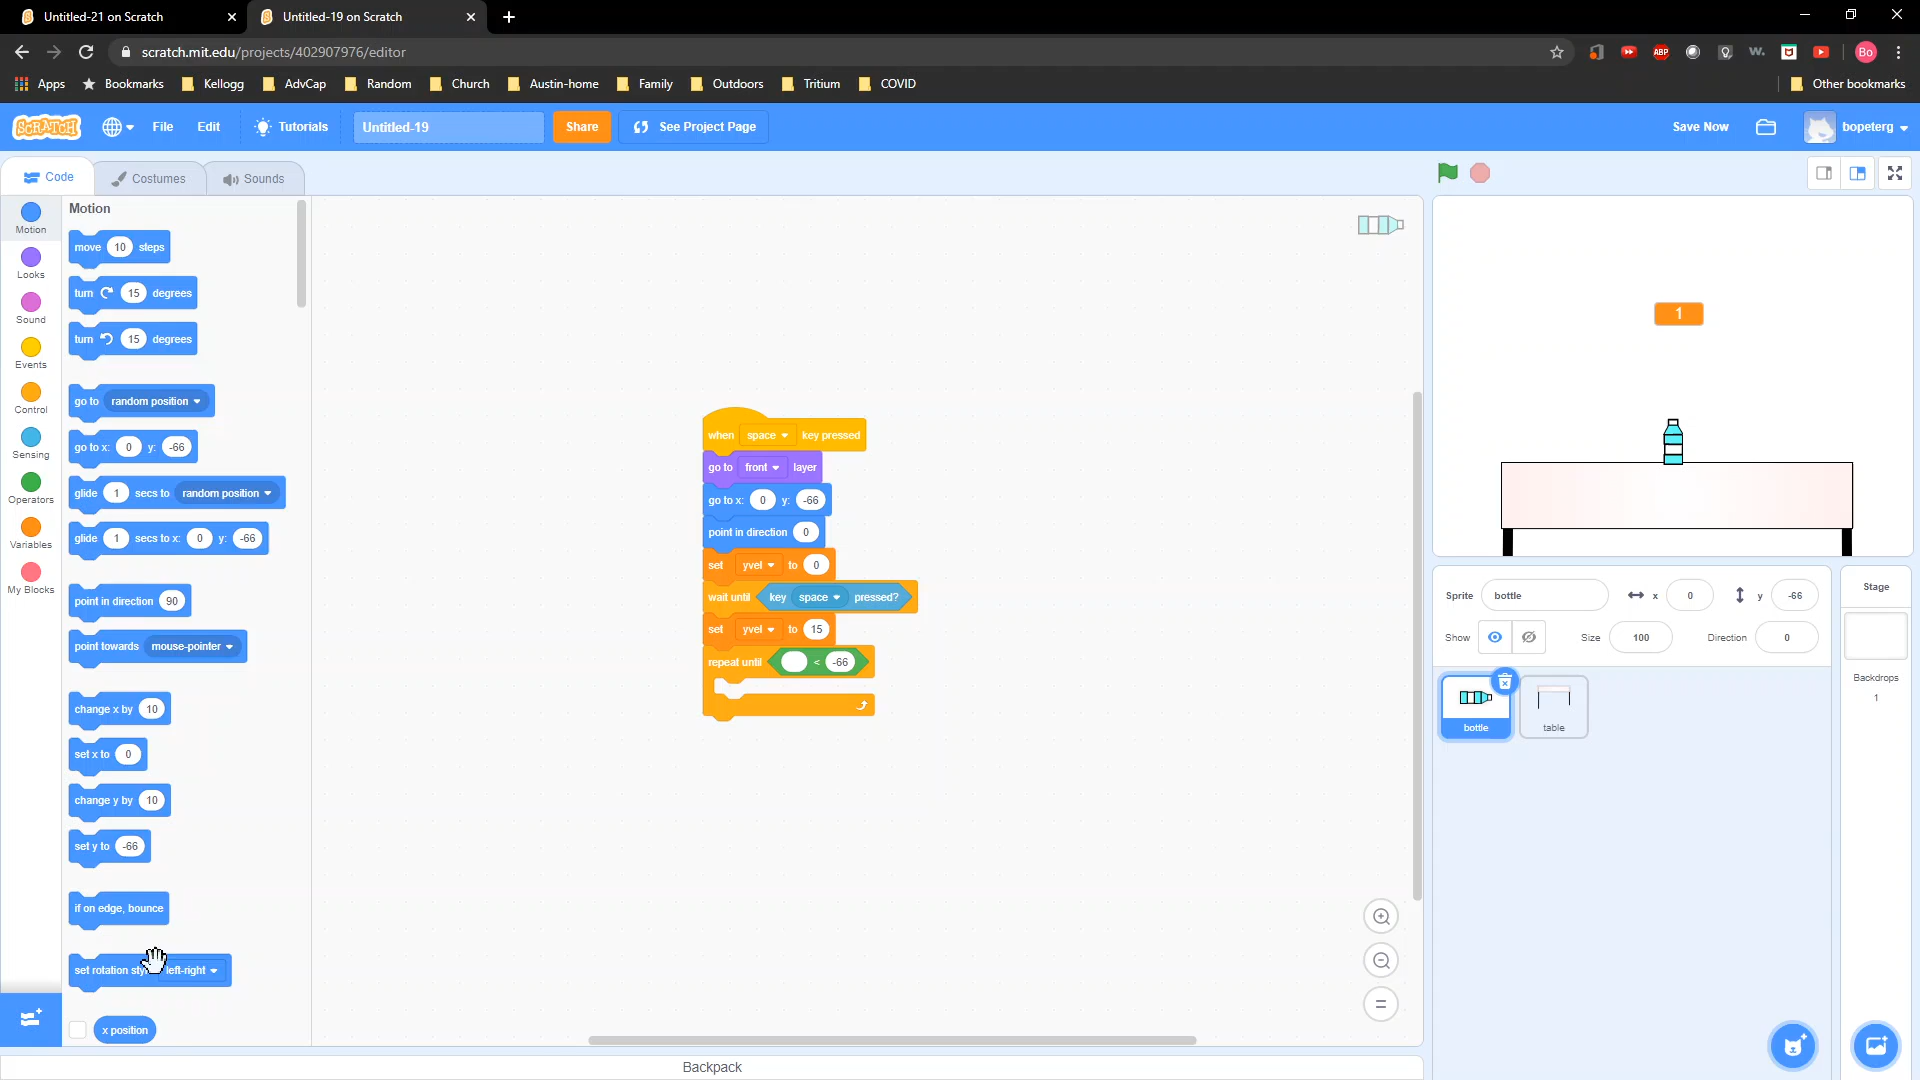 Untitled-21 on Scratch
Untitled-19 on Scratch
scratch.mit.edu/projects/402907976/editor
ABP
w.
Bo
Apps
Bookmarks
Kellogg
AdvCap
Random
Church
Austin-home
Family
Outdoors
Tritium
COVID
Other bookmarks
SCRATCH
File
Edit
Tutorials
Untitled-19
Share
See Project Page
Save Now
bopeterg
Code
Costumes
Sounds
Motion
Looks
Sound
Events
Control
Sensing
Operators
Variables
My Blocks
Motion
move 10 steps
turn 15 degrees
turn 15 degrees
go to random position
go to x: 0 y: -66
glide 1 secs to random position
glide 1 secs to x: 0 y: -66
point in direction 90
point towards mouse-pointer
change x by 10
set x to 0
change y by 10
set y to -66
if on edge, bounce
set rotation sty left-right
x position
when space key pressed
go to front layer
go to x: 0 y: -66
point in direction 0
set yvel to 0
wait until key space pressed?
set yvel to 15
repeat until < -66
Backpack
1
Sprite bottle x 0 y -66
Show Size 100 Direction 0
bottle
table
Stage
Backdrops
1